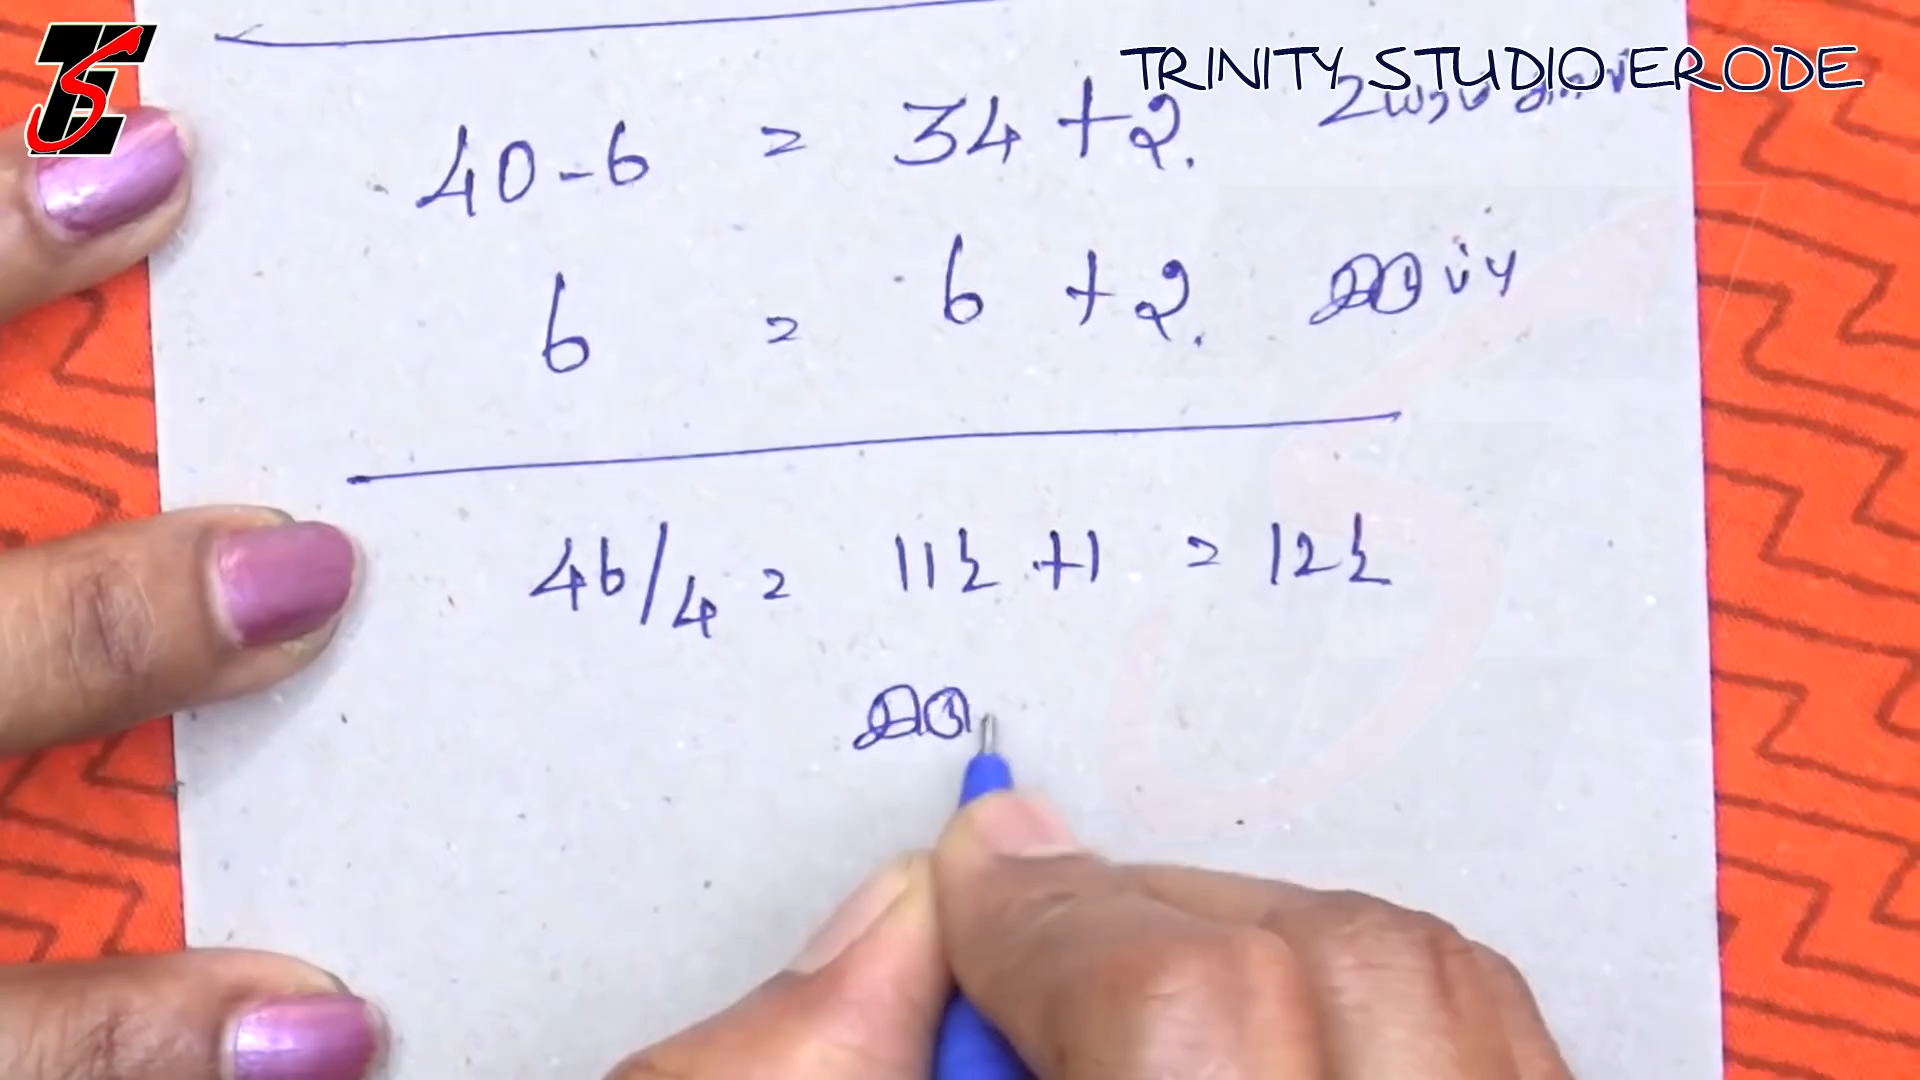 TRINITY STUDIO ERODE
40-6 = 34 + 2.
6 = 6 + 2.
46/4 = 11½ +1 = 12½